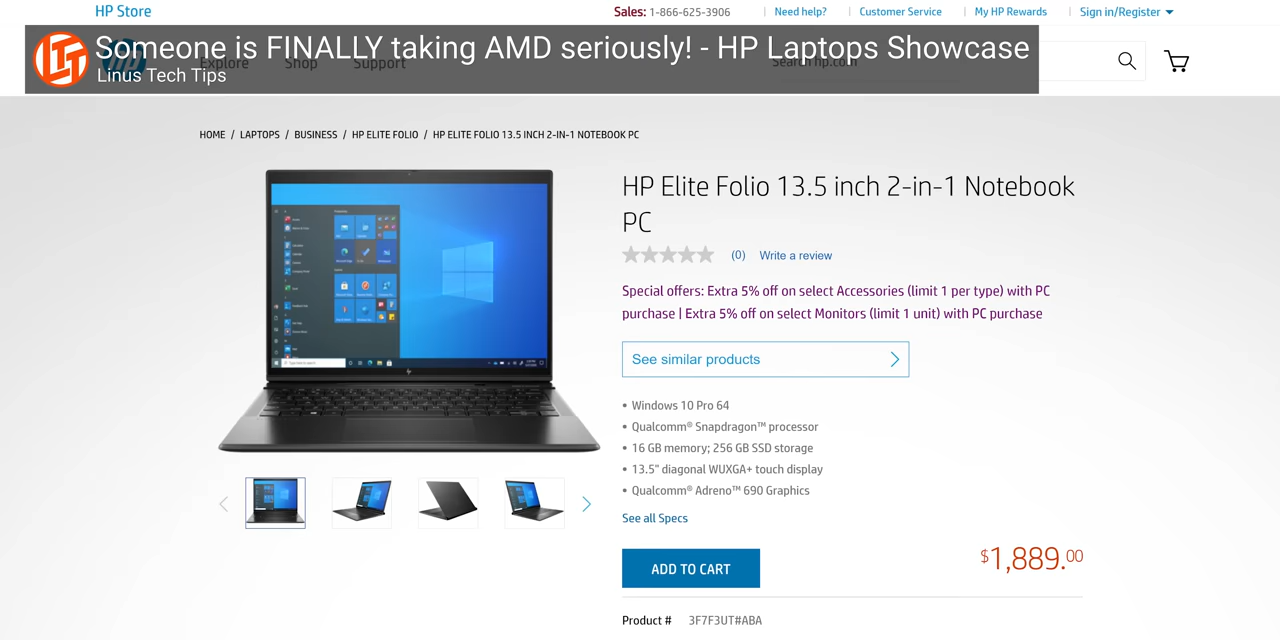 HP Store
Sales: 1-866-625-3906
Need help?
Customer Service
My HP Rewards
Sign in/Register
Someone is FINALLY taking AMD seriously! - HP Laptops Showcase
Linus Tech Tips
Explore
Shop
Support
Search hp.com
HOME / LAPTOPS / BUSINESS / HP ELITE FOLIO / HP ELITE FOLIO 13.5 INCH 2-IN-1 NOTEBOOK PC
HP Elite Folio 13.5 inch 2-in-1 Notebook
PC
(0) Write a review
Special offers: Extra 5% off on select Accessories (limit 1 per type) with PC
purchase | Extra 5% off on select Monitors (limit 1 unit) with PC purchase
See similar products
• Windows 10 Pro 64
• Qualcomm® Snapdragon™ processor
• 16 GB memory; 256 GB SSD storage
• 13.5" diagonal WUXGA+ touch display
• Qualcomm® Adreno™ 690 Graphics
See all Specs
ADD TO CART
$1,889.00
Product # 3F7F3UT#ABA